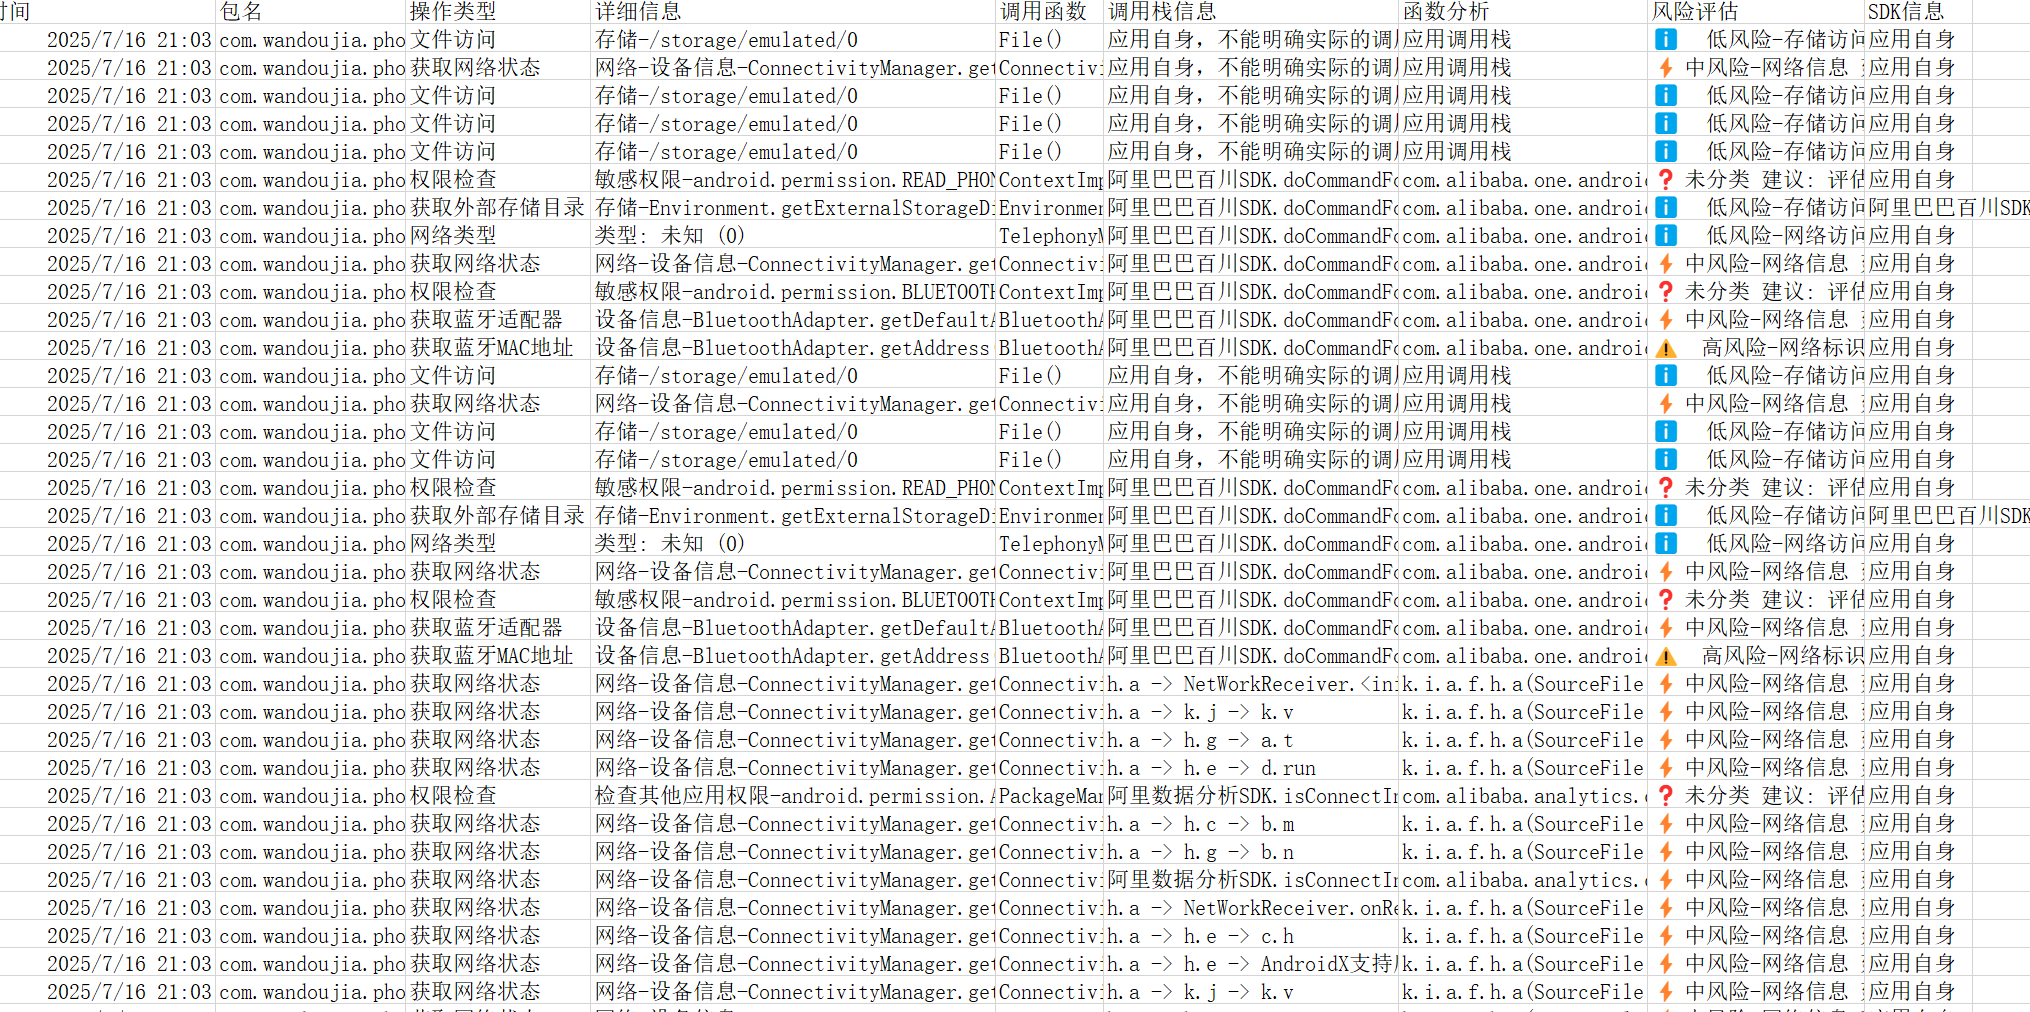 时间 包名 操作类型 详细信息 调用函数 调用栈信息 函数分析 风险评估 SDK信息
2025/7/16 21:03 com.wandoujia.pho 文件访问 存储-/storage/emulated/0 File() 应用自身，不能明确实际的调用 应用调用栈 低风险-存储访问 应用自身
2025/7/16 21:03 com.wandoujia.pho 获取网络状态 网络-设备信息-ConnectivityManager.get Connectivi 应用自身，不能明确实际的调用 应用调用栈 中风险-网络信息 应用自身
2025/7/16 21:03 com.wandoujia.pho 文件访问 存储-/storage/emulated/0 File() 应用自身，不能明确实际的调用 应用调用栈 低风险-存储访问 应用自身
2025/7/16 21:03 com.wandoujia.pho 文件访问 存储-/storage/emulated/0 File() 应用自身，不能明确实际的调用 应用调用栈 低风险-存储访问 应用自身
2025/7/16 21:03 com.wandoujia.pho 文件访问 存储-/storage/emulated/0 File() 应用自身，不能明确实际的调用 应用调用栈 低风险-存储访问 应用自身
2025/7/16 21:03 com.wandoujia.pho 权限检查 敏感权限-android.permission.READ_PHON ContextImp 阿里巴巴百川SDK.doCommandFo com.alibaba.one.androi 未分类 建议: 评估 应用自身
2025/7/16 21:03 com.wandoujia.pho 获取外部存储目录 存储-Environment.getExternalStorageDi Environmen 阿里巴巴百川SDK.doCommandFo com.alibaba.one.androi 低风险-存储访问 阿里巴巴百川SDK
2025/7/16 21:03 com.wandoujia.pho 网络类型 类型: 未知 (0) TelephonyM 阿里巴巴百川SDK.doCommandFo com.alibaba.one.androi 低风险-网络访问 应用自身
2025/7/16 21:03 com.wandoujia.pho 获取网络状态 网络-设备信息-ConnectivityManager.get Connectivi 阿里巴巴百川SDK.doCommandFo com.alibaba.one.androi 中风险-网络信息 应用自身
2025/7/16 21:03 com.wandoujia.pho 权限检查 敏感权限-android.permission.BLUETOOTH ContextImp 阿里巴巴百川SDK.doCommandFo com.alibaba.one.androi 未分类 建议: 评估 应用自身
2025/7/16 21:03 com.wandoujia.pho 获取蓝牙适配器 设备信息-BluetoothAdapter.getDefaultA BluetoothA 阿里巴巴百川SDK.doCommandFo com.alibaba.one.androi 中风险-网络信息 应用自身
2025/7/16 21:03 com.wandoujia.pho 获取蓝牙MAC地址 设备信息-BluetoothAdapter.getAddress BluetoothA 阿里巴巴百川SDK.doCommandFo com.alibaba.one.androi 高风险-网络标识 应用自身
2025/7/16 21:03 com.wandoujia.pho 文件访问 存储-/storage/emulated/0 File() 应用自身，不能明确实际的调用 应用调用栈 低风险-存储访问 应用自身
2025/7/16 21:03 com.wandoujia.pho 获取网络状态 网络-设备信息-ConnectivityManager.get Connectivi 应用自身，不能明确实际的调用 应用调用栈 中风险-网络信息 应用自身
2025/7/16 21:03 com.wandoujia.pho 文件访问 存储-/storage/emulated/0 File() 应用自身，不能明确实际的调用 应用调用栈 低风险-存储访问 应用自身
2025/7/16 21:03 com.wandoujia.pho 文件访问 存储-/storage/emulated/0 File() 应用自身，不能明确实际的调用 应用调用栈 低风险-存储访问 应用自身
2025/7/16 21:03 com.wandoujia.pho 权限检查 敏感权限-android.permission.READ_PHON ContextImp 阿里巴巴百川SDK.doCommandFo com.alibaba.one.androi 未分类 建议: 评估 应用自身
2025/7/16 21:03 com.wandoujia.pho 获取外部存储目录 存储-Environment.getExternalStorageDi Environmen 阿里巴巴百川SDK.doCommandFo com.alibaba.one.androi 低风险-存储访问 阿里巴巴百川SDK
2025/7/16 21:03 com.wandoujia.pho 网络类型 类型: 未知 (0) TelephonyM 阿里巴巴百川SDK.doCommandFo com.alibaba.one.androi 低风险-网络访问 应用自身
2025/7/16 21:03 com.wandoujia.pho 获取网络状态 网络-设备信息-ConnectivityManager.get Connectivi 阿里巴巴百川SDK.doCommandFo com.alibaba.one.androi 中风险-网络信息 应用自身
2025/7/16 21:03 com.wandoujia.pho 权限检查 敏感权限-android.permission.BLUETOOTH ContextImp 阿里巴巴百川SDK.doCommandFo com.alibaba.one.androi 未分类 建议: 评估 应用自身
2025/7/16 21:03 com.wandoujia.pho 获取蓝牙适配器 设备信息-BluetoothAdapter.getDefaultA BluetoothA 阿里巴巴百川SDK.doCommandFo com.alibaba.one.androi 中风险-网络信息 应用自身
2025/7/16 21:03 com.wandoujia.pho 获取蓝牙MAC地址 设备信息-BluetoothAdapter.getAddress BluetoothA 阿里巴巴百川SDK.doCommandFo com.alibaba.one.androi 高风险-网络标识 应用自身
2025/7/16 21:03 com.wandoujia.pho 获取网络状态 网络-设备信息-ConnectivityManager.get Connectivi h.a -> NetWorkReceiver.<ini k.i.a.f.h.a(SourceFile 中风险-网络信息 应用自身
2025/7/16 21:03 com.wandoujia.pho 获取网络状态 网络-设备信息-ConnectivityManager.get Connectivi h.a -> k.j -> k.v k.i.a.f.h.a(SourceFile 中风险-网络信息 应用自身
2025/7/16 21:03 com.wandoujia.pho 获取网络状态 网络-设备信息-ConnectivityManager.get Connectivi h.a -> h.g -> a.t k.i.a.f.h.a(SourceFile 中风险-网络信息 应用自身
2025/7/16 21:03 com.wandoujia.pho 获取网络状态 网络-设备信息-ConnectivityManager.get Connectivi h.a -> h.e -> d.run k.i.a.f.h.a(SourceFile 中风险-网络信息 应用自身
2025/7/16 21:03 com.wandoujia.pho 权限检查 检查其他应用权限-android.permission.A PackageMan 阿里数据分析SDK.isConnectIn com.alibaba.analytics. 未分类 建议: 评估 应用自身
2025/7/16 21:03 com.wandoujia.pho 获取网络状态 网络-设备信息-ConnectivityManager.get Connectivi h.a -> h.c -> b.m k.i.a.f.h.a(SourceFile 中风险-网络信息 应用自身
2025/7/16 21:03 com.wandoujia.pho 获取网络状态 网络-设备信息-ConnectivityManager.get Connectivi h.a -> h.g -> b.n k.i.a.f.h.a(SourceFile 中风险-网络信息 应用自身
2025/7/16 21:03 com.wandoujia.pho 获取网络状态 网络-设备信息-ConnectivityManager.get Connectivi 阿里数据分析SDK.isConnectIn com.alibaba.analytics. 中风险-网络信息 应用自身
2025/7/16 21:03 com.wandoujia.pho 获取网络状态 网络-设备信息-ConnectivityManager.get Connectivi h.a -> NetWorkReceiver.onRe k.i.a.f.h.a(SourceFile 中风险-网络信息 应用自身
2025/7/16 21:03 com.wandoujia.pho 获取网络状态 网络-设备信息-ConnectivityManager.get Connectivi h.a -> h.e -> c.h k.i.a.f.h.a(SourceFile 中风险-网络信息 应用自身
2025/7/16 21:03 com.wandoujia.pho 获取网络状态 网络-设备信息-ConnectivityManager.get Connectivi h.a -> h.e -> AndroidX支持 k.i.a.f.h.a(SourceFile 中风险-网络信息 应用自身
2025/7/16 21:03 com.wandoujia.pho 获取网络状态 网络-设备信息-ConnectivityManager.get Connectivi h.a -> k.j -> k.v k.i.a.f.h.a(SourceFile 中风险-网络信息 应用自身